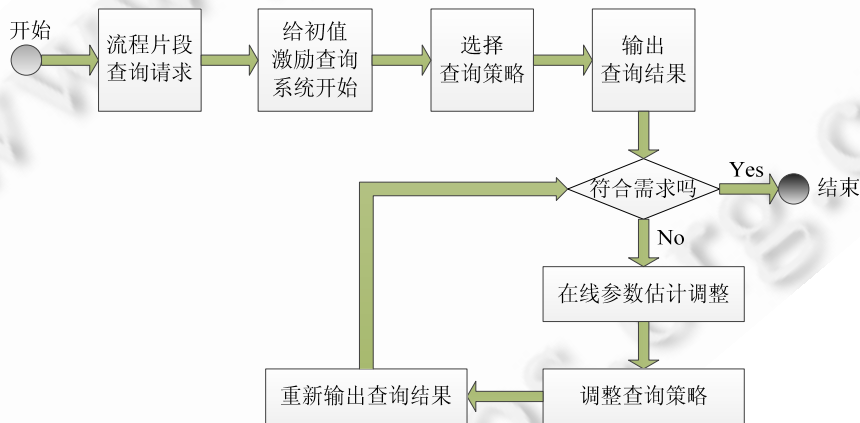 开始
流程片段
查询请求
给初值
激励查询
系统开始
选择
查询策略
输出
查询结果
符合需求吗
Yes
结束
No
在线参数估计调整
调整查询策略
重新输出查询结果